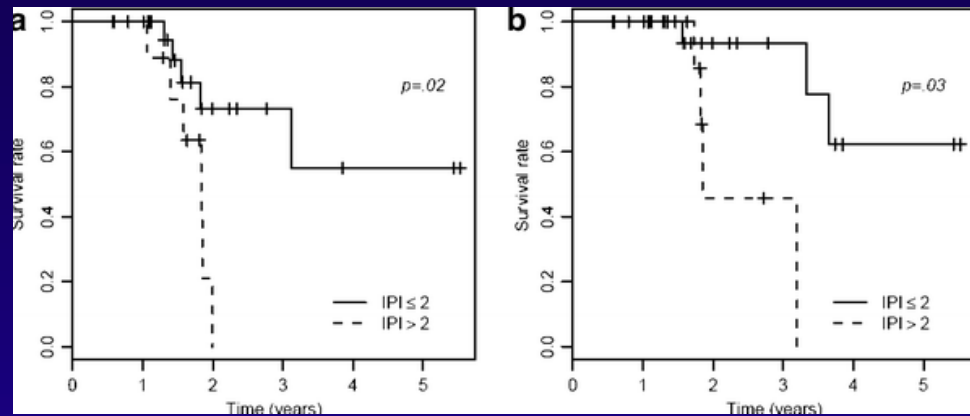 a
Survival rate
1.0
0.8
0.6
0.4
0.2
0.0
p=.02
IPI ≤ 2
IPI > 2
0 1 2 3 4 5
Time (years)
b
Survival rate
1.0
0.8
0.6
0.4
0.2
0.0
p=.03
IPI ≤ 2
IPI > 2
0 1 2 3 4 5
Time (years)